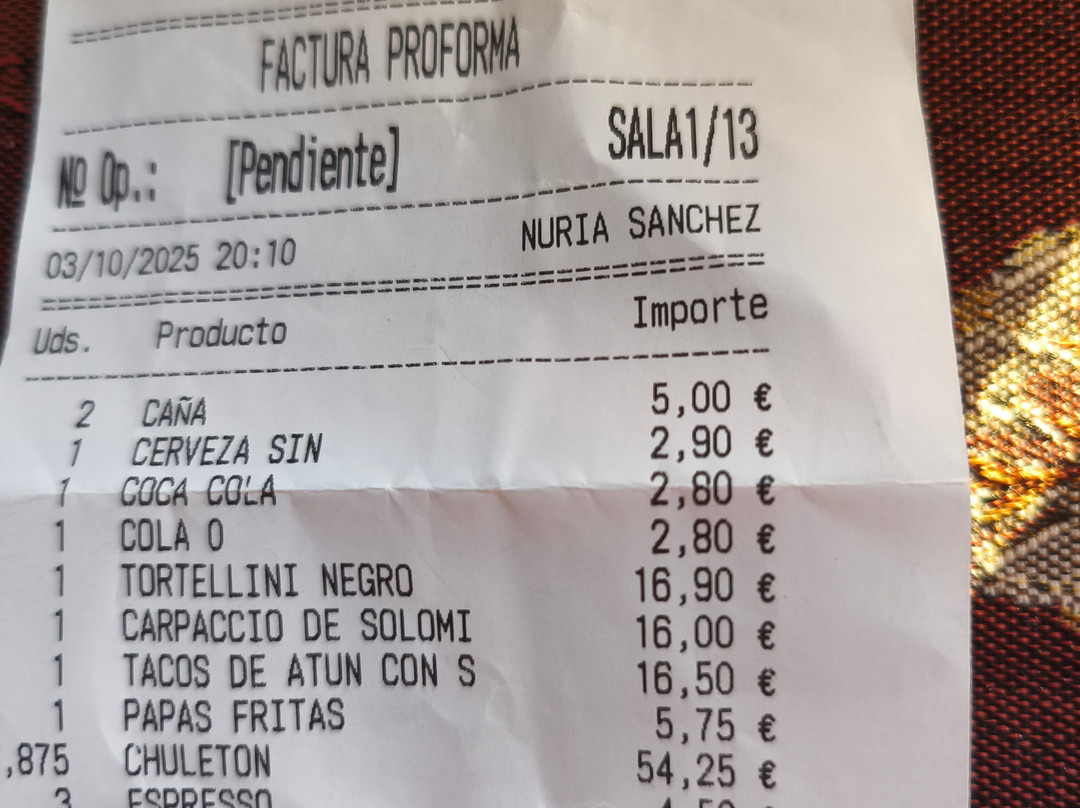 FACTURA PROFORMA
Nº Op.: [Pendiente] SALA1/13
03/10/2025 20:10 NURIA SANCHEZ
Uds. Producto Importe
2 CAÑA 5,00 €
1 CERVEZA SIN 2,90 €
1 COCA COLA 2,80 €
1 COLA 0 2,80 €
1 TORTELLINI NEGRO 16,90 €
1 CARPACCIO DE SOLOMI 16,00 €
1 TACOS DE ATUN CON S 16,50 €
1 PAPAS FRITAS 5,75 €
,875 CHULETON 54,25 €
3 ESPRESSO